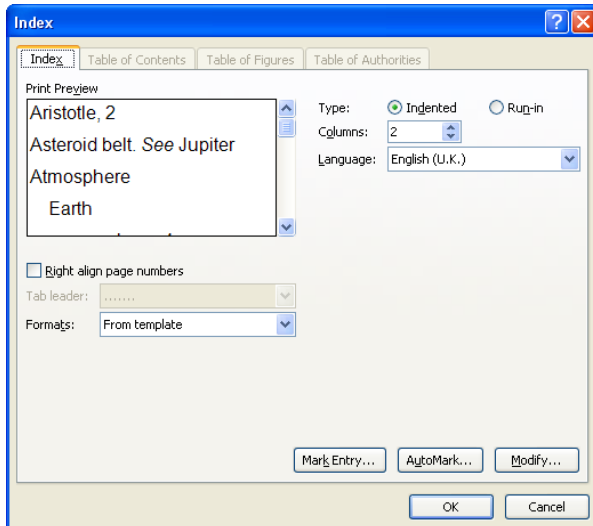 Index
Index Table of Contents Table of Figures Table of Authorities
Print Preview
Aristotle, 2
Asteroid belt. See Jupiter
Atmosphere
Earth
Type: Indented Run-in
Columns: 2
Language: English (U.K.)
Right align page numbers
Tab leader: .......
Formats: From template
Mark Entry... AutoMark... Modify...
OK Cancel